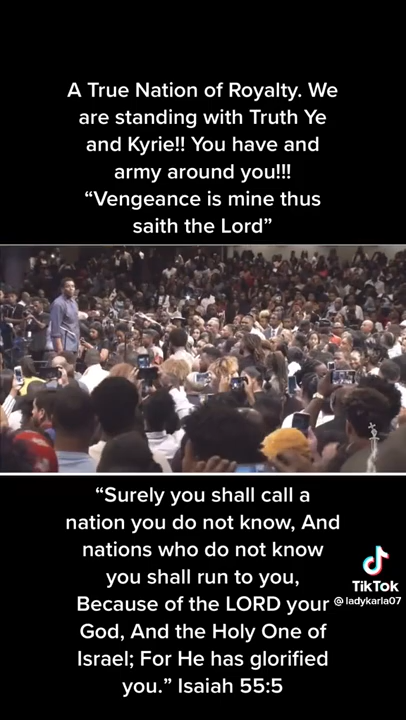 A True Nation of Royalty. We
are standing with Truth Ye
and Kyrie!! You have and
army around you!!!
“Vengeance is mine thus
saith the Lord”
“Surely you shall call a
nation you do not know, And
nations who do not know
you shall run to you,
Because of the LORD your
God, And the Holy One of
Israel; For He has glorified
you.” Isaiah 55:5
TikTok
@ladykarla07